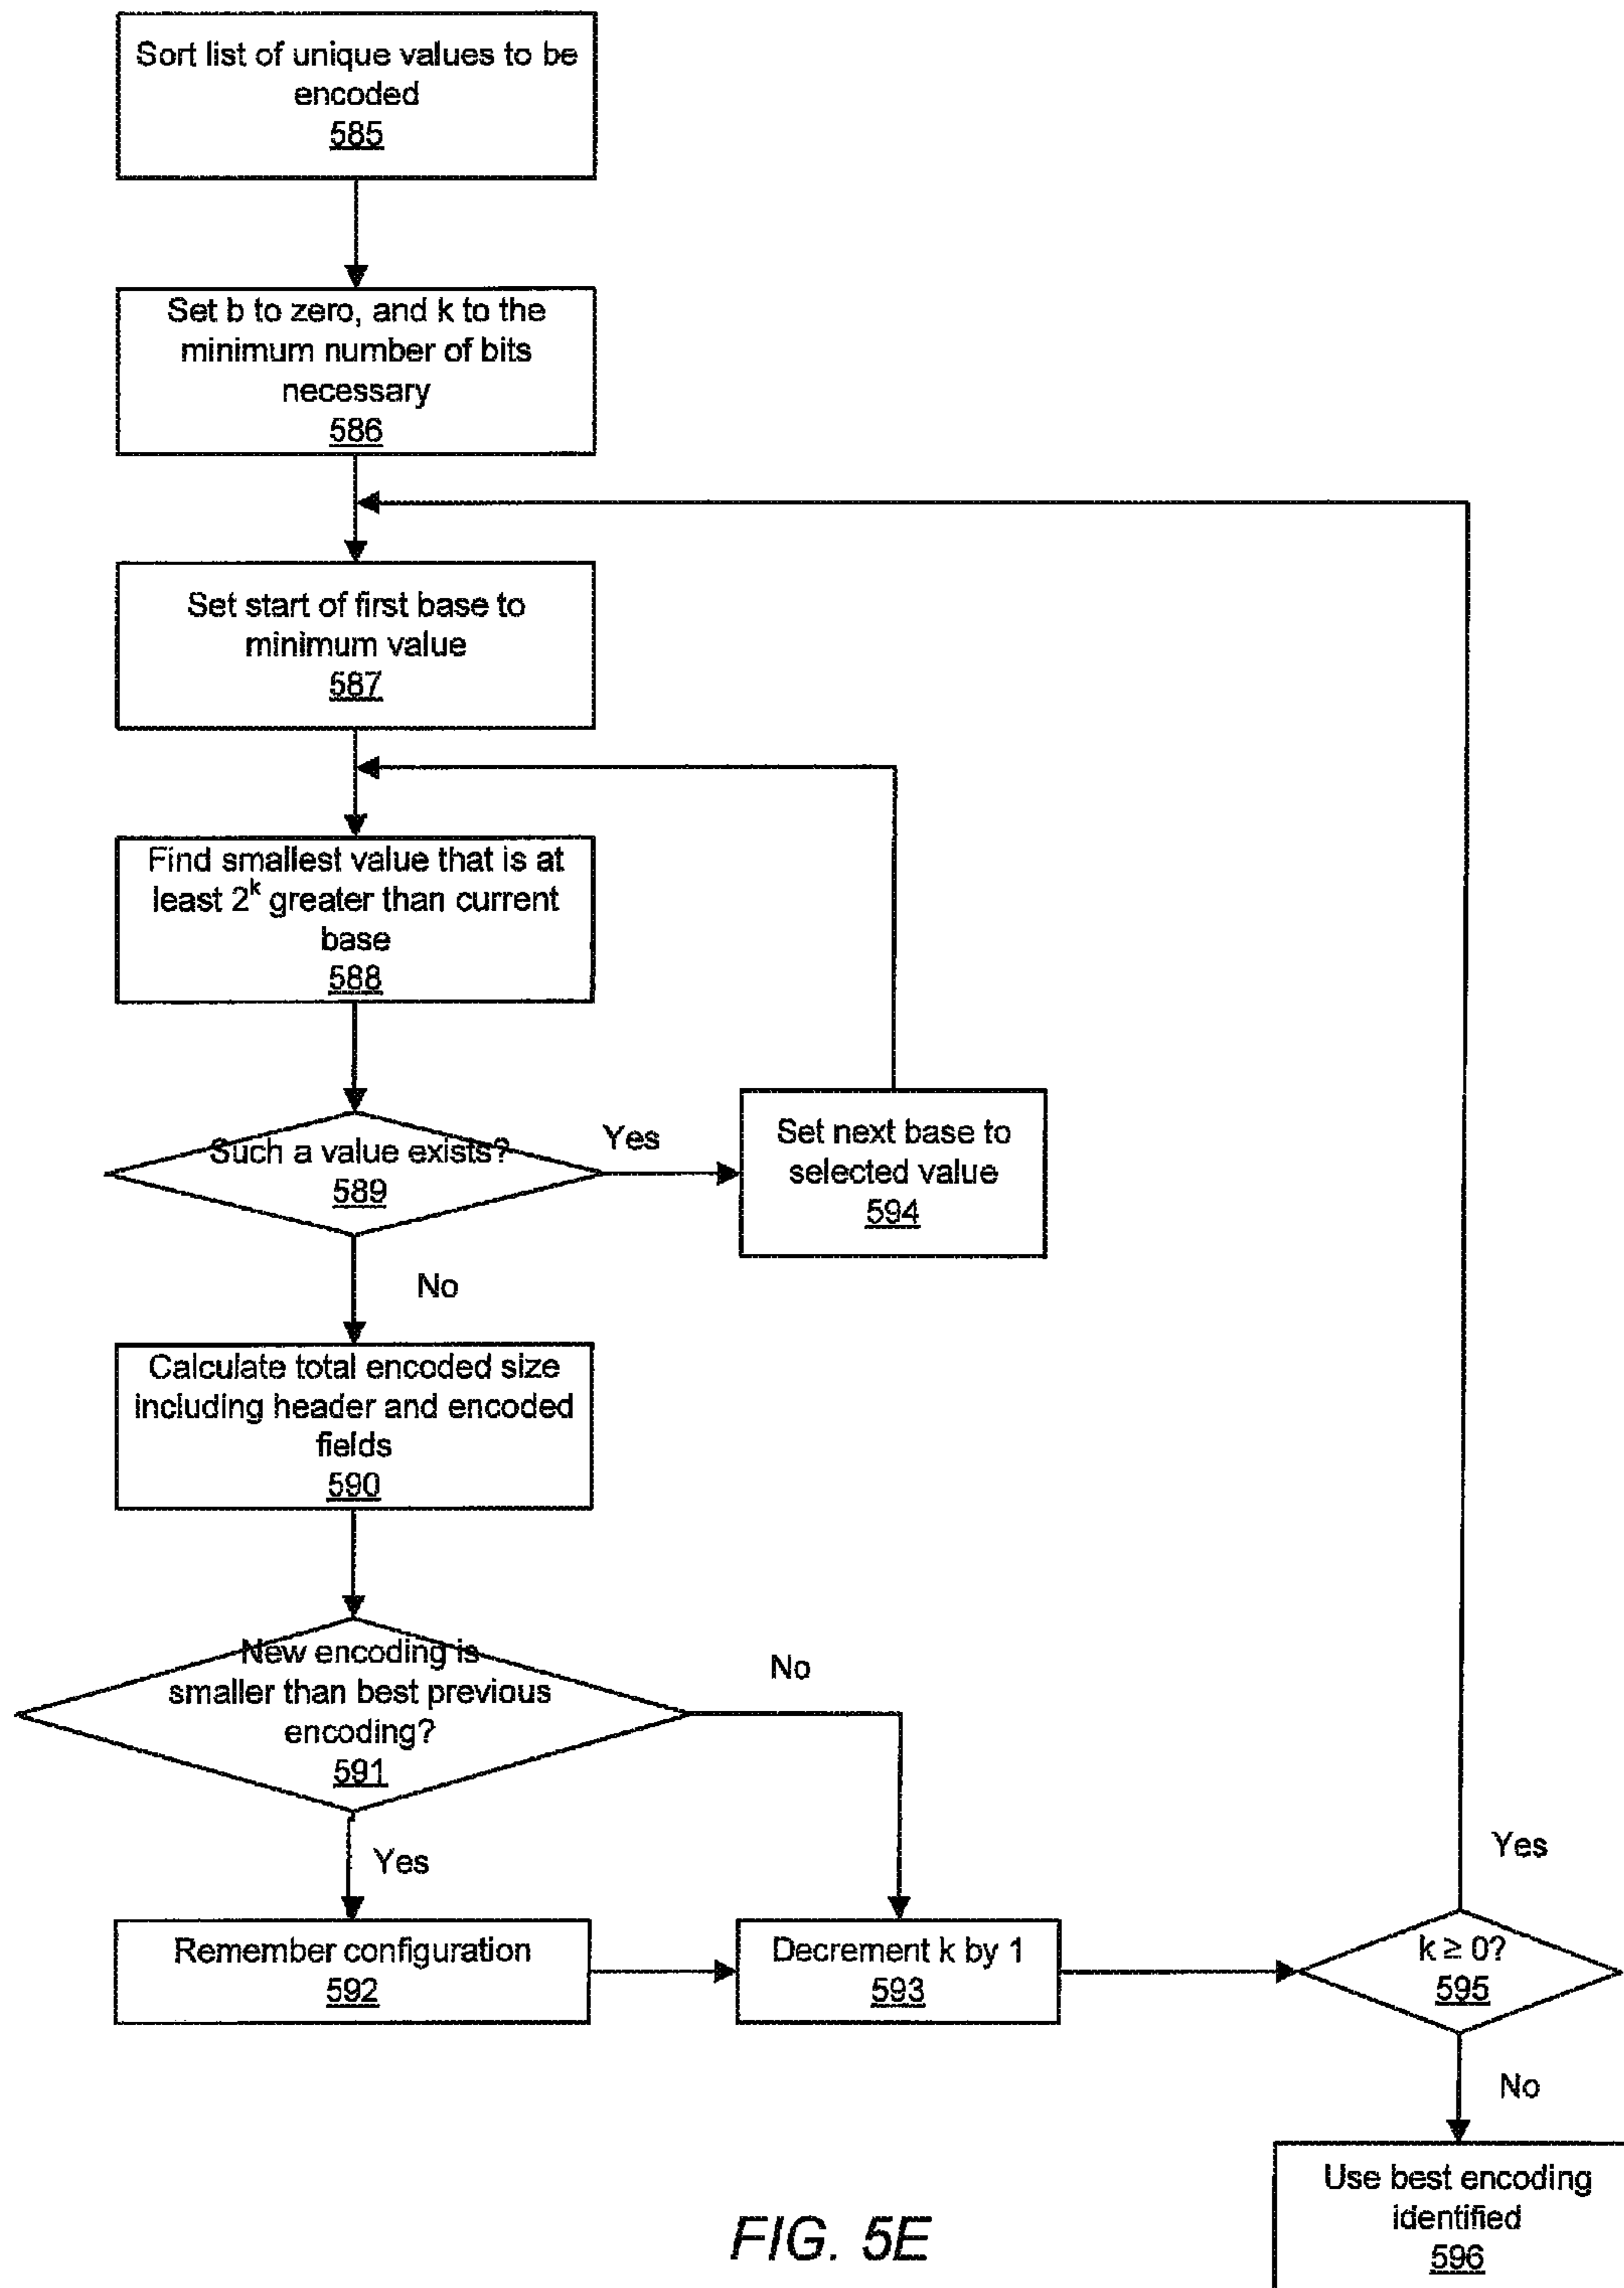 Sort list of unique values to be
encoded
585
Set b to zero, and k to the
minimum number of bits
necessary
586
Set start of first base to
minimum value
587
Find smallest value that is at
least 2^k greater than current
base
588
Such a value exists?
589
Yes
Set next base to
selected value
594
No
Calculate total encoded size
including header and encoded
fields
590
New encoding is
smaller than best previous
encoding?
591
No
Yes
Remember configuration
592
Decrement k by 1
593
Yes
k ≥ 0?
595
No
Use best encoding
identified
596
FIG. 5E